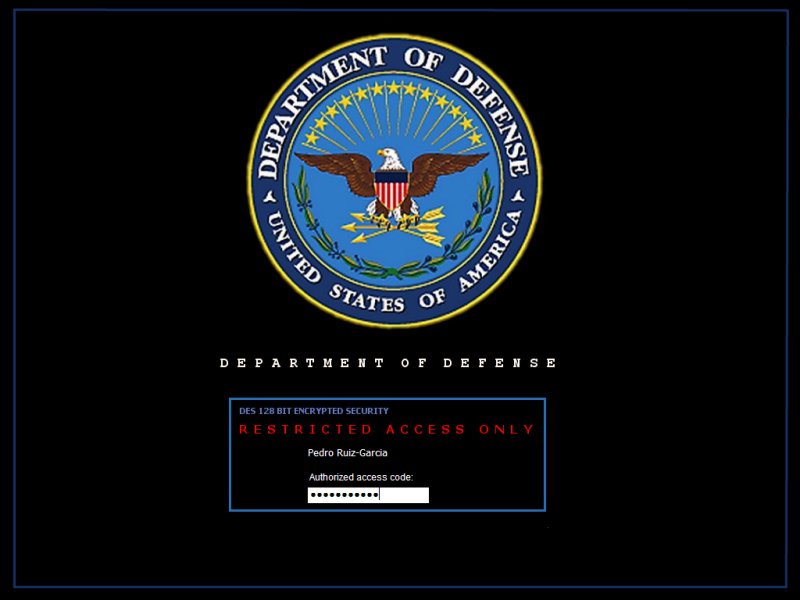 DEPARTMENT OF DEFENSE
UNITED STATES OF AMERICA
DEPARTMENT OF DEFENSE
DES 128 BIT ENCRYPTED SECURITY
RESTRICTED ACCESS ONLY
Pedro Ruiz-Garcia
Authorized access code:
•••••••••••